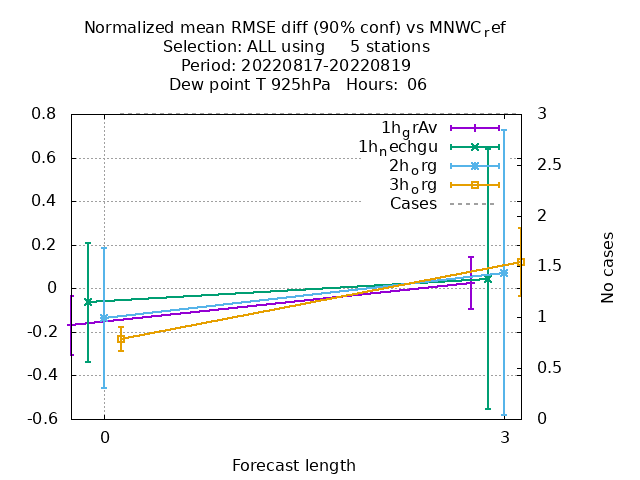 Normalized mean RMSE diff (90% conf) vs MNWC_ref
Selection: ALL using 5 stations
Period: 20220817-20220819
Dew point T 925hPa Hours: 06
1h_grAv
1h_nechgu
2h_org
3h_org
Cases
0.8
0.6
0.4
0.2
0
-0.2
-0.4
-0.6
3
2.5
2
1.5
1
0.5
0
No cases
0 3
Forecast length